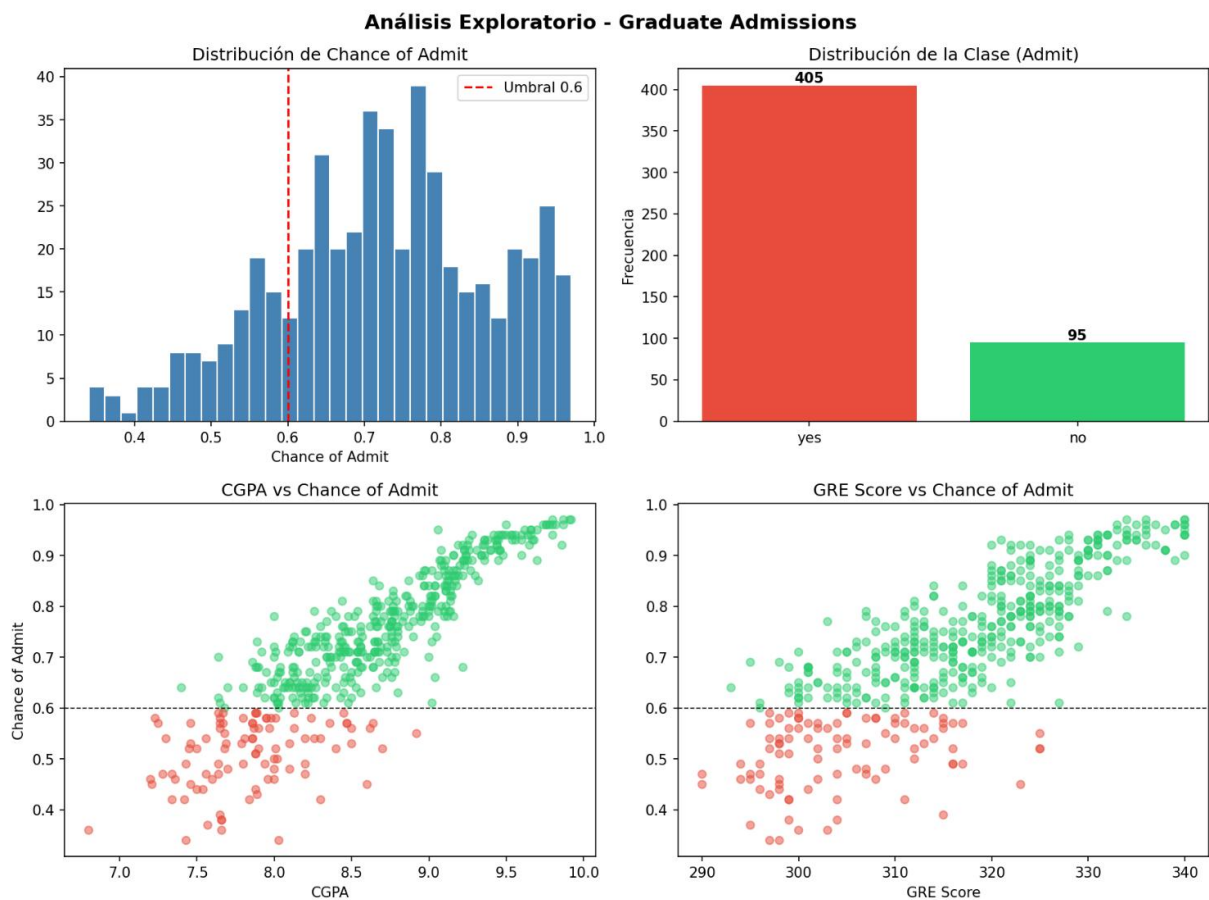 Análisis Exploratorio - Graduate Admissions
Distribución de Chance of Admit
40
35
30
25
20
15
10
5
0
Umbral 0.6
0.4 0.5 0.6 0.7 0.8 0.9 1.0
Chance of Admit
Distribución de la Clase (Admit)
Frecuencia
400
350
300
250
200
150
100
50
0
405
95
yes no
CGPA vs Chance of Admit
Chance of Admit
1.0
0.9
0.8
0.7
0.6
0.5
0.4
7.0 7.5 8.0 8.5 9.0 9.5 10.0
CGPA
GRE Score vs Chance of Admit
1.0
0.9
0.8
0.7
0.6
0.5
0.4
290 300 310 320 330 340
GRE Score